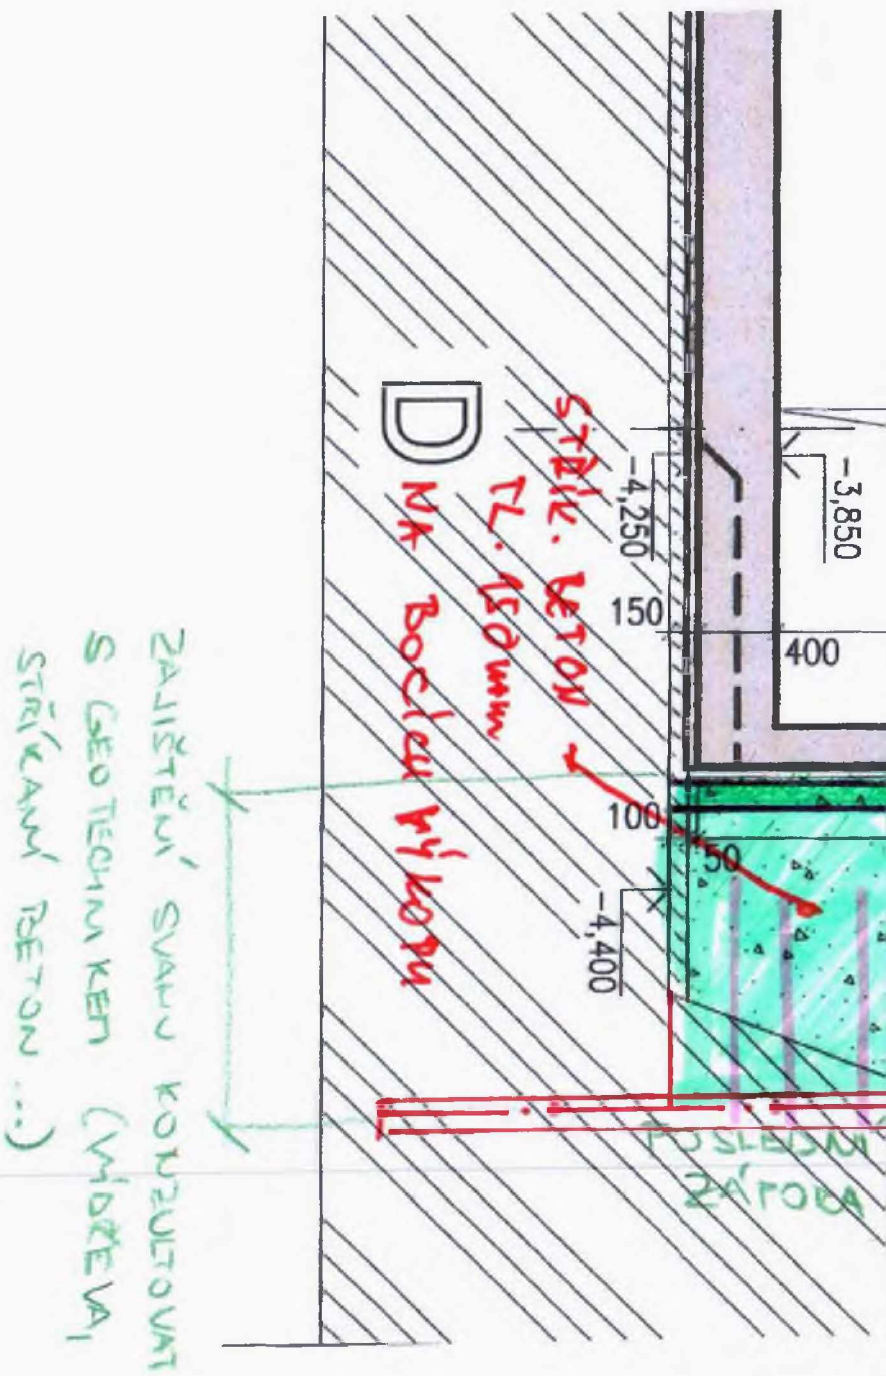 -3,850
400
-4,250
150
STŘÍK. BETON
TL. 150mm
NA BOCÍCH VÝKOPU
D
100
50
-4,400
POSLEDNÍ
ZÁPORA
ZAJIŠTĚNÍ SVAHU KONZULTOVAT
S GEOTECHNIKEM (VÝDŘEVA,
STŘÍKANÝ BETON ...)